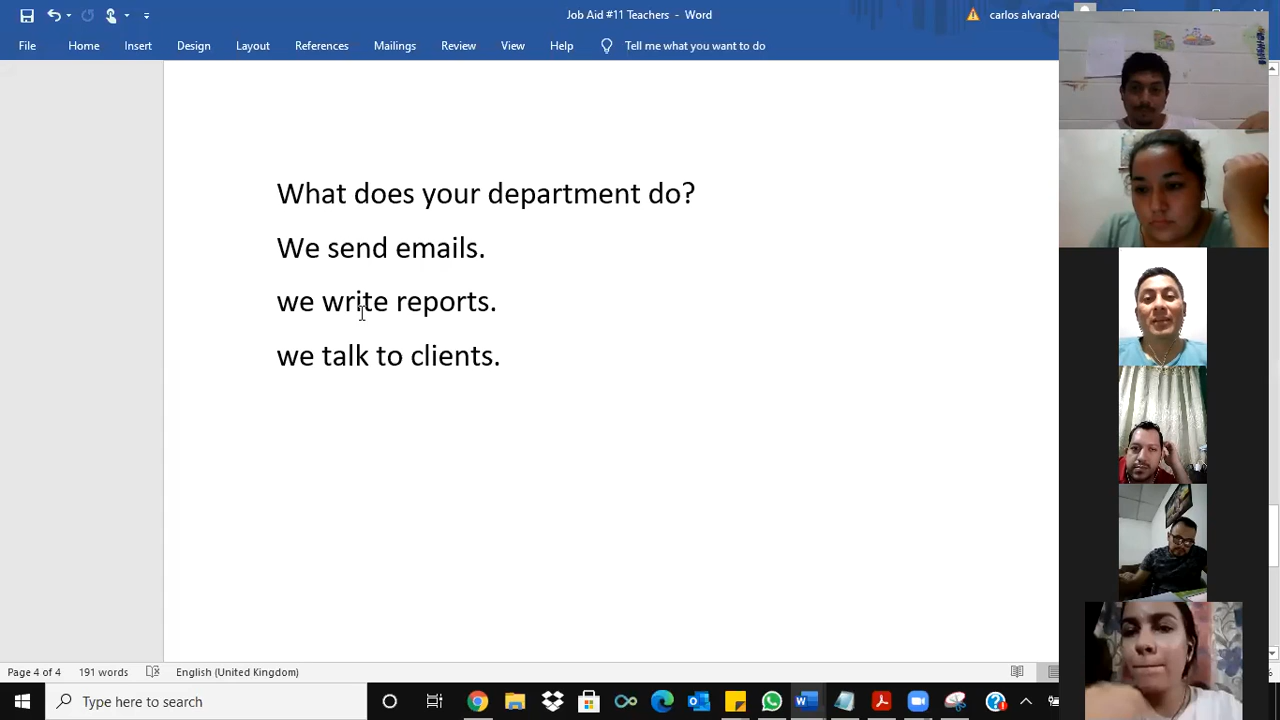 Job Aid #11 Teachers - Word
carlos alvarado
File Home Insert Design Layout References Mailings Review View Help Tell me what you want to do
What does your department do?
We send emails.
we write reports.
we talk to clients.
Page 4 of 4 191 words English (United Kingdom)
Type here to search